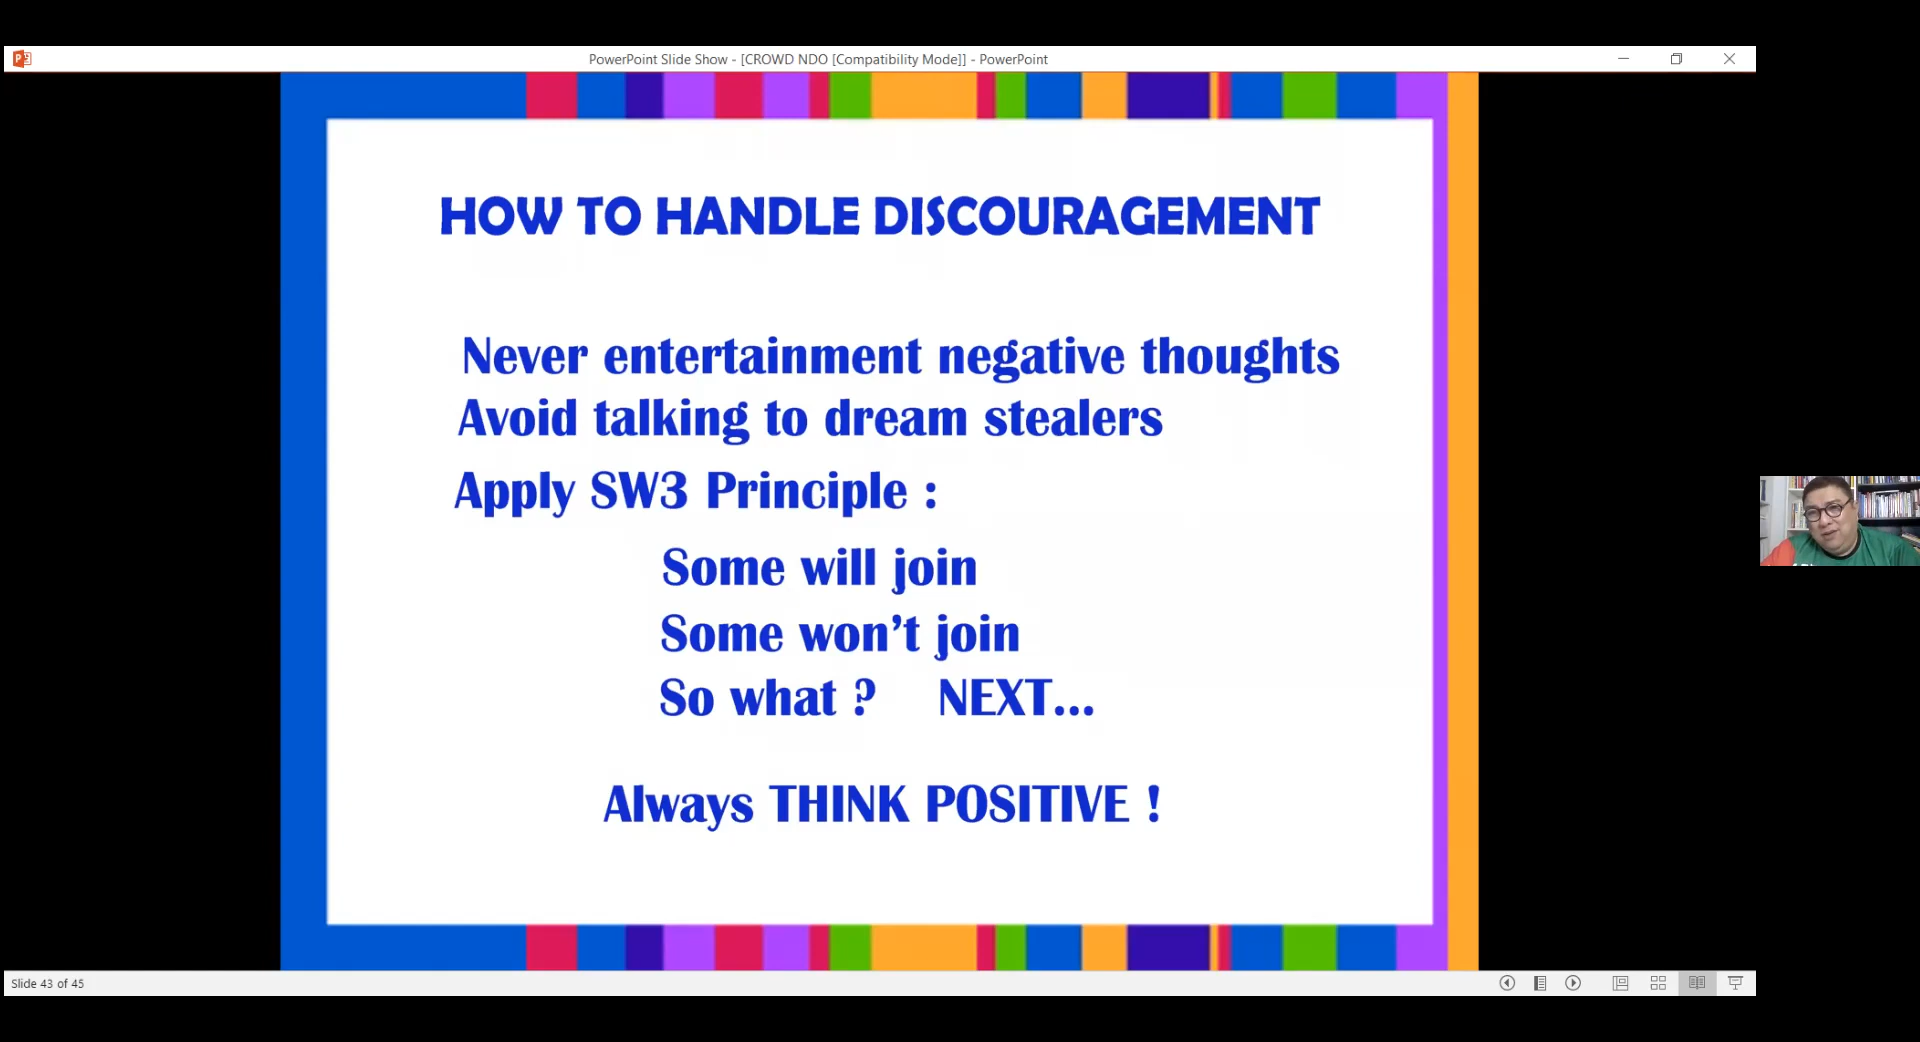 PowerPoint Slide Show - [CROWD NDO [Compatibility Mode]] - PowerPoint
HOW TO HANDLE DISCOURAGEMENT
Never entertainment negative thoughts
Avoid talking to dream stealers
Apply SW3 Principle :
Some will join
Some won't join
So what ? NEXT...
Always THINK POSITIVE !
Slide 43 of 45